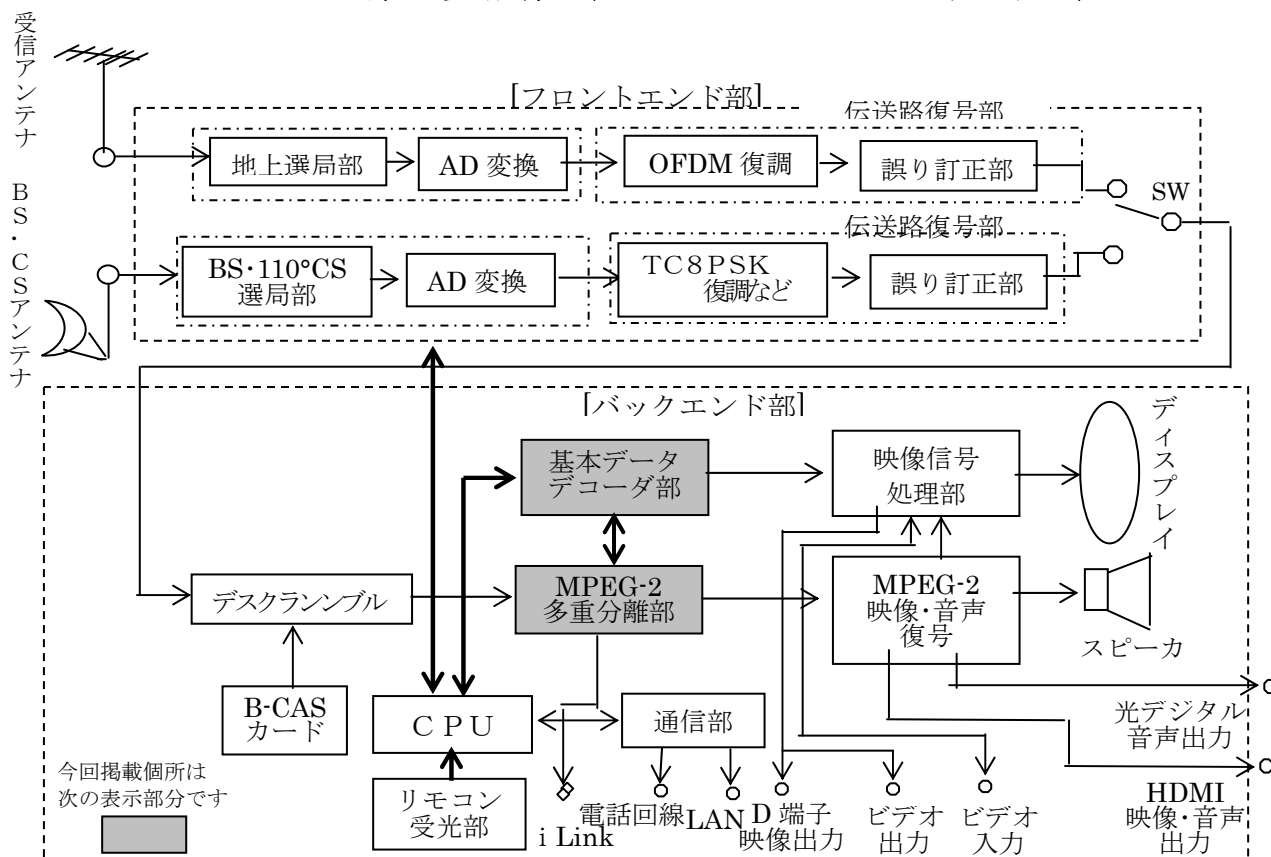 受信アンテナ
[フロントエンド部]
伝送路復号部
地上選局部
AD 変換
OFDM 復調
誤り訂正部
SW
BS・CSアンテナ
伝送路復号部
BS・110°CS
選局部
AD 変換
TC8PSK
復調など
誤り訂正部
[バックエンド部]
基本データ
デコーダ部
映像信号
処理部
ディスプレイ
デスクランンブル
MPEG-2
多重分離部
MPEG-2
映像・音声
復号
スピーカ
B-CAS
カード
CPU
通信部
光デジタル
音声出力
今回掲載個所は
次の表示部分です
リモコン
受光部
i Link
電話回線
LAN
D 端子
映像出力
ビデオ
出力
ビデオ
入力
HDMI
映像・音声
出力